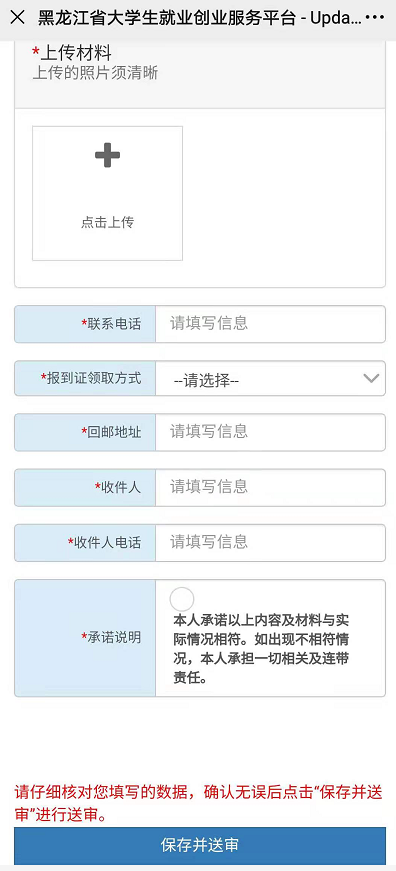 黑龙江省大学生就业创业服务平台 - Upda...
*上传材料
上传的照片须清晰
点击上传
*联系电话 请填写信息
*报到证领取方式 --请选择--
*回邮地址 请填写信息
*收件人 请填写信息
*收件人电话 请填写信息
*承诺说明
本人承诺以上内容及材料与实
际情况相符。如出现不相符情
况，本人承担一切相关及连带
责任。
请仔细核对您填写的数据，确认无误后点击“保存并送
审”进行送审。
保存并送审